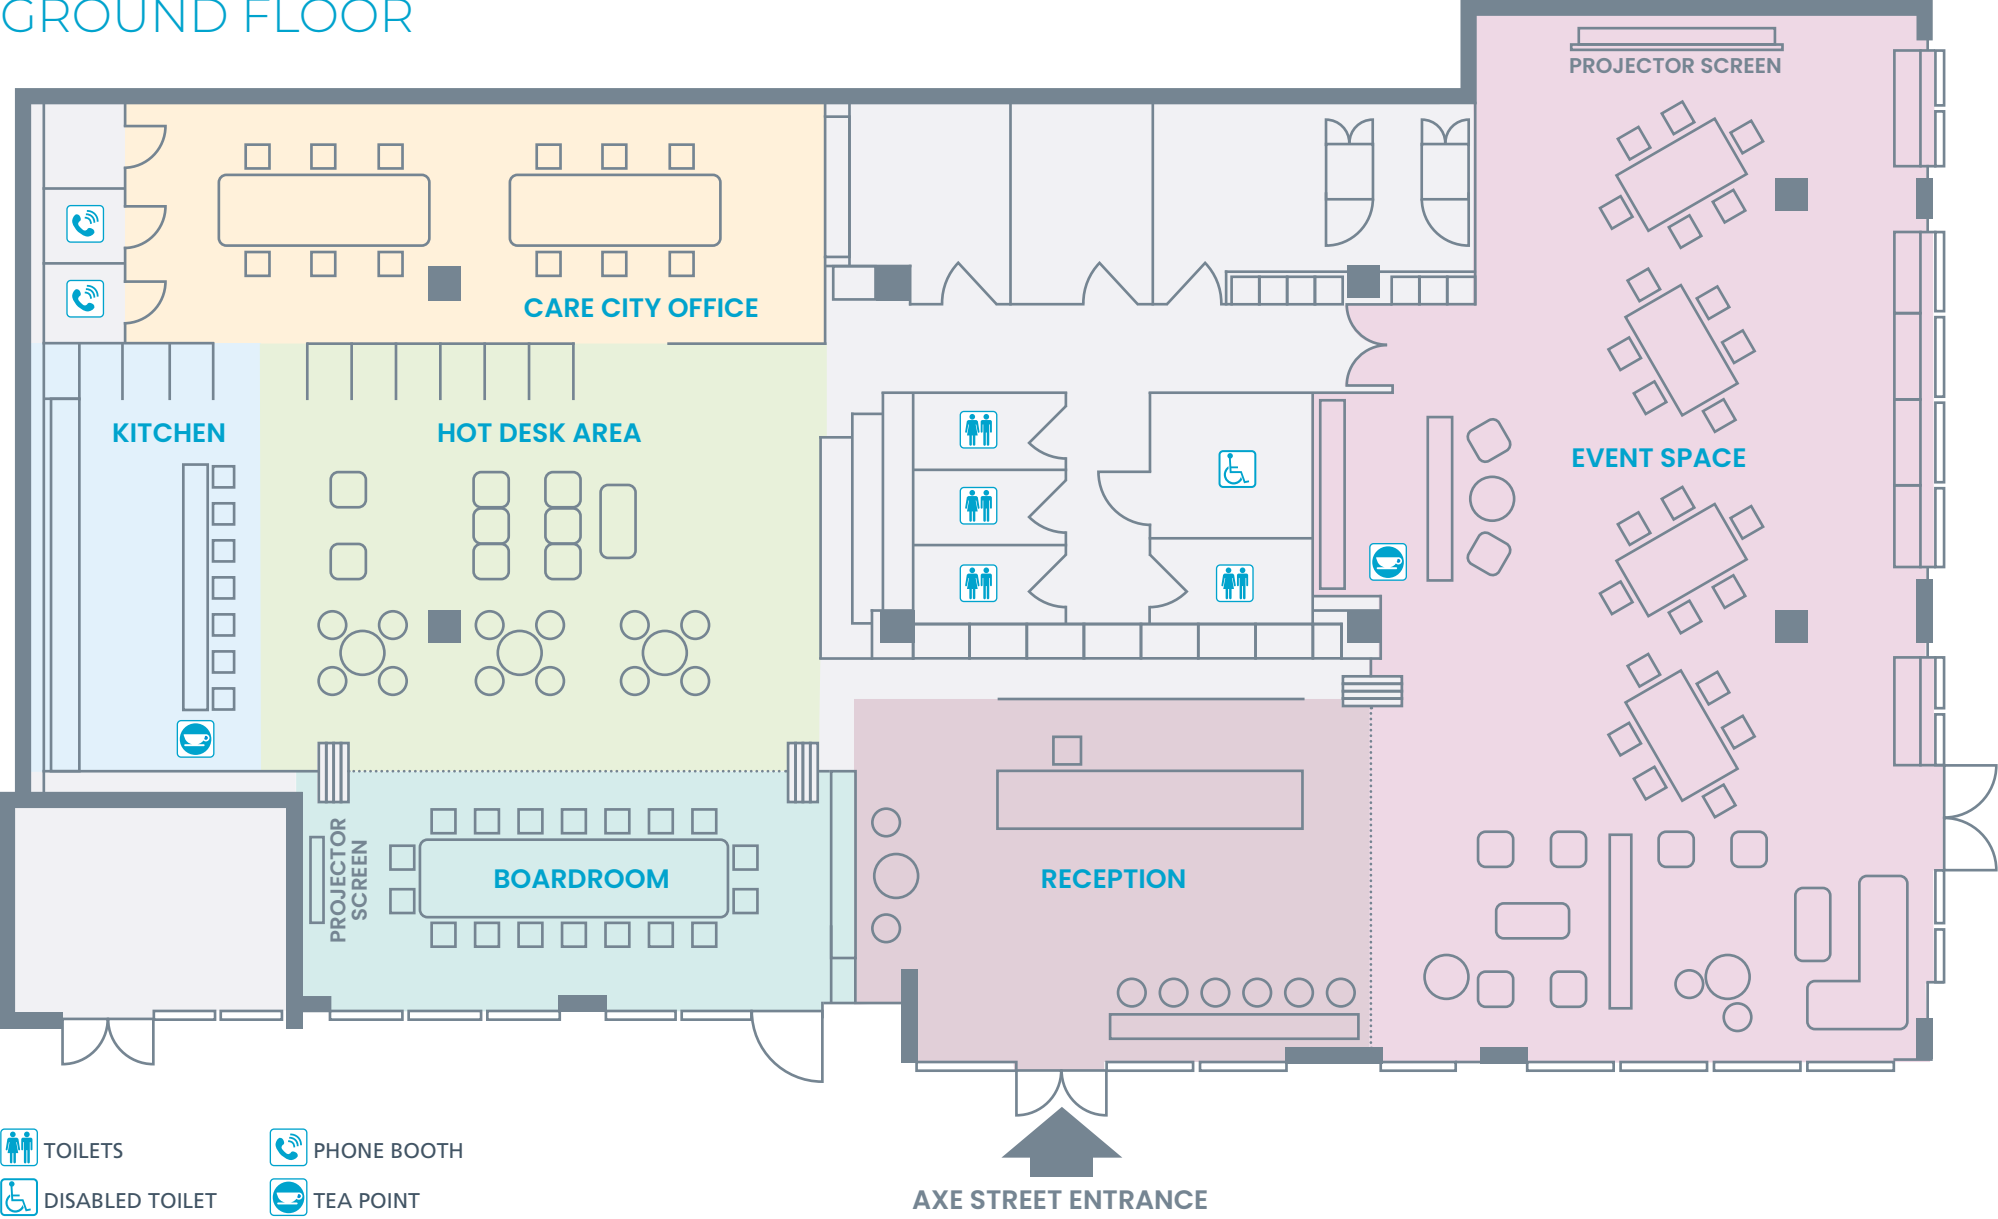 GROUND FLOOR
PROJECTOR SCREEN
CARE CITY OFFICE
KITCHEN
HOT DESK AREA
EVENT SPACE
PROJECTOR
SCREEN
BOARDROOM
RECEPTION
TOILETS
PHONE BOOTH
DISABLED TOILET
TEA POINT
AXE STREET ENTRANCE